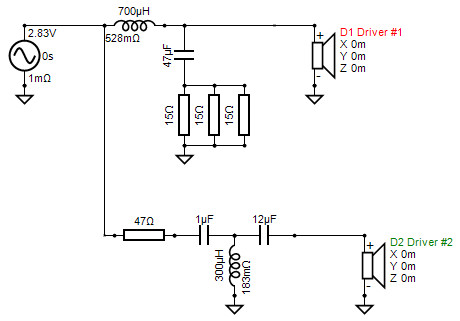 700µH
2.83V
528mΩ
0s
1mΩ
47µF
+
-
D1 Driver #1
X 0m
Y 0m
Z 0m
15Ω
15Ω
15Ω
47Ω
1µF
12µF
300µH
183mΩ
+
-
D2 Driver #2
X 0m
Y 0m
Z 0m